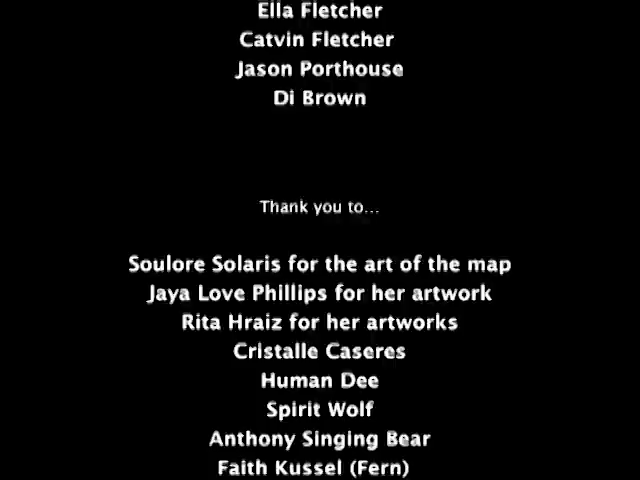 Ella Fletcher
Catvin Fletcher
Jason Porthouse
Di Brown
Thank you to...
Soulore Solaris for the art of the map
Jaya Love Phillips for her artwork
Rita Hraiz for her artworks
Cristalle Caseres
Human Dee
Spirit Wolf
Anthony Singing Bear
Faith Kussel (Fern)